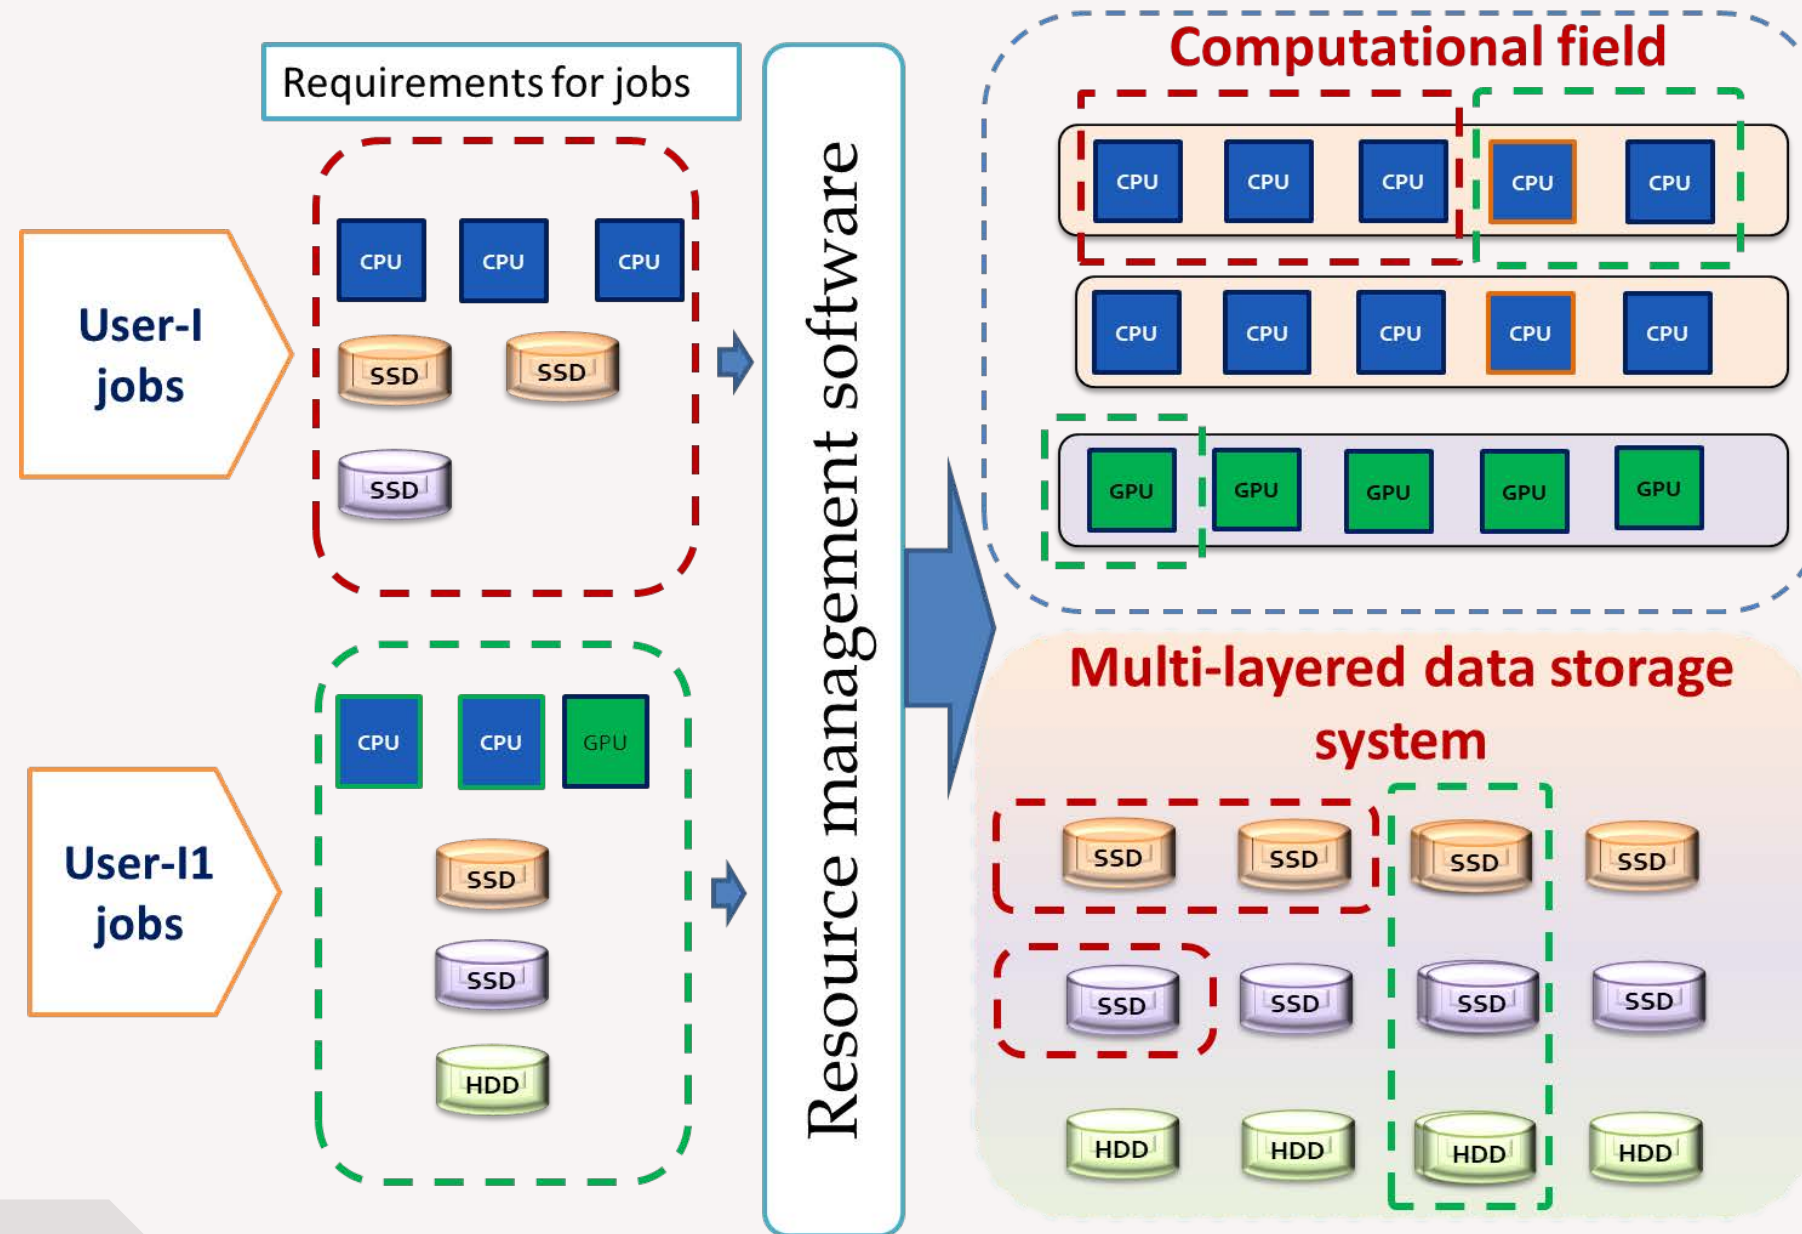 Requirements for jobs
User-I
jobs
CPU CPU CPU
SSD SSD
SSD
User-I1
jobs
CPU CPU GPU
SSD
SSD
HDD
Resource management software
Computational field
CPU CPU CPU CPU CPU
CPU CPU CPU CPU CPU
GPU GPU GPU GPU GPU
Multi-layered data storage
system
SSD SSD SSD SSD
SSD SSD SSD SSD
HDD HDD HDD HDD